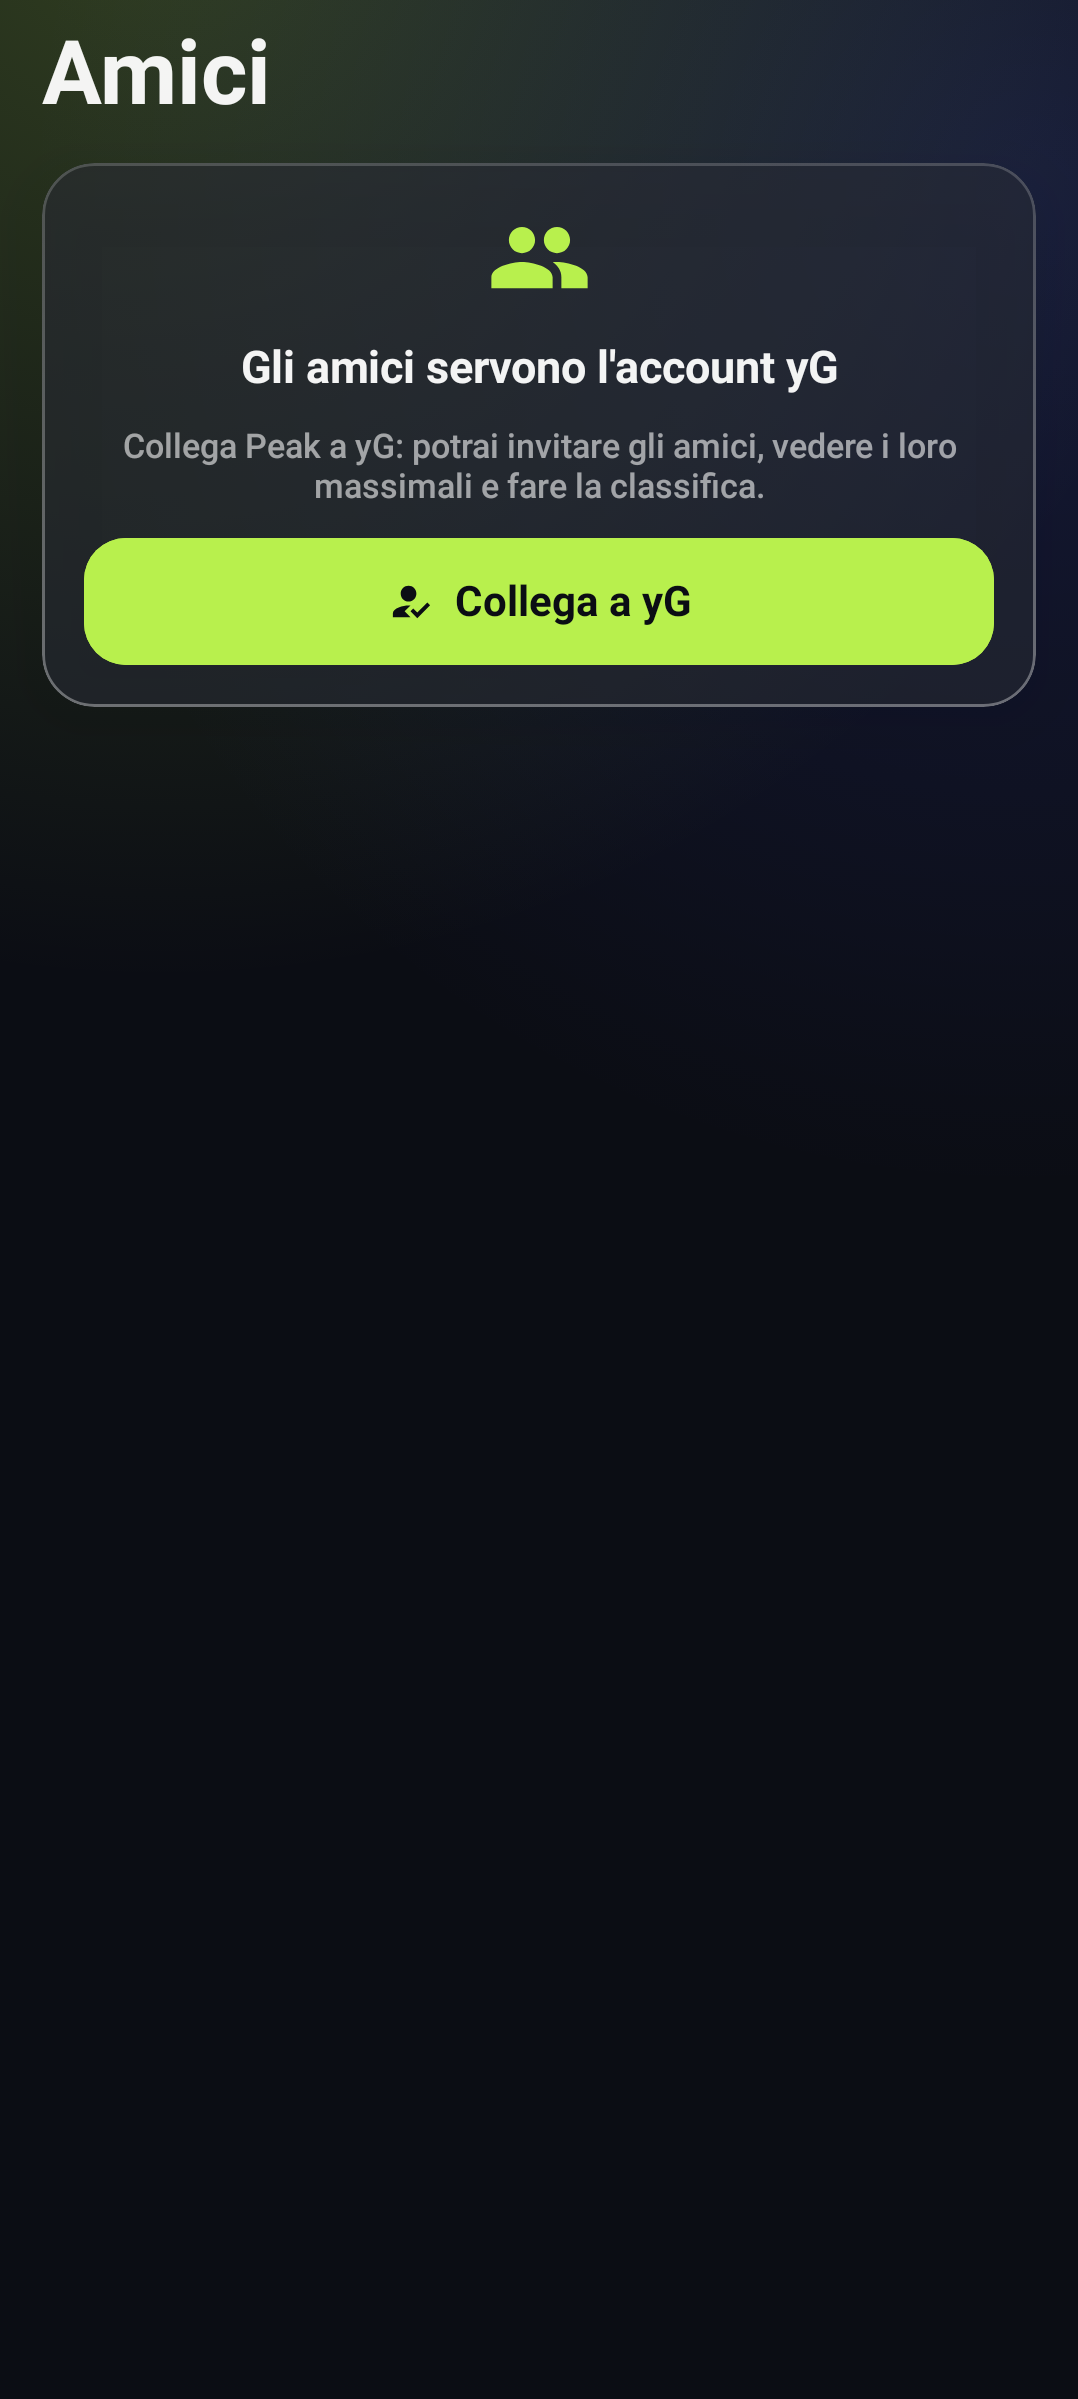 Amici
Gli amici servono l'account yG
Collega Peak a yG: potrai invitare gli amici, vedere i loro
massimali e fare la classifica.
Collega a yG